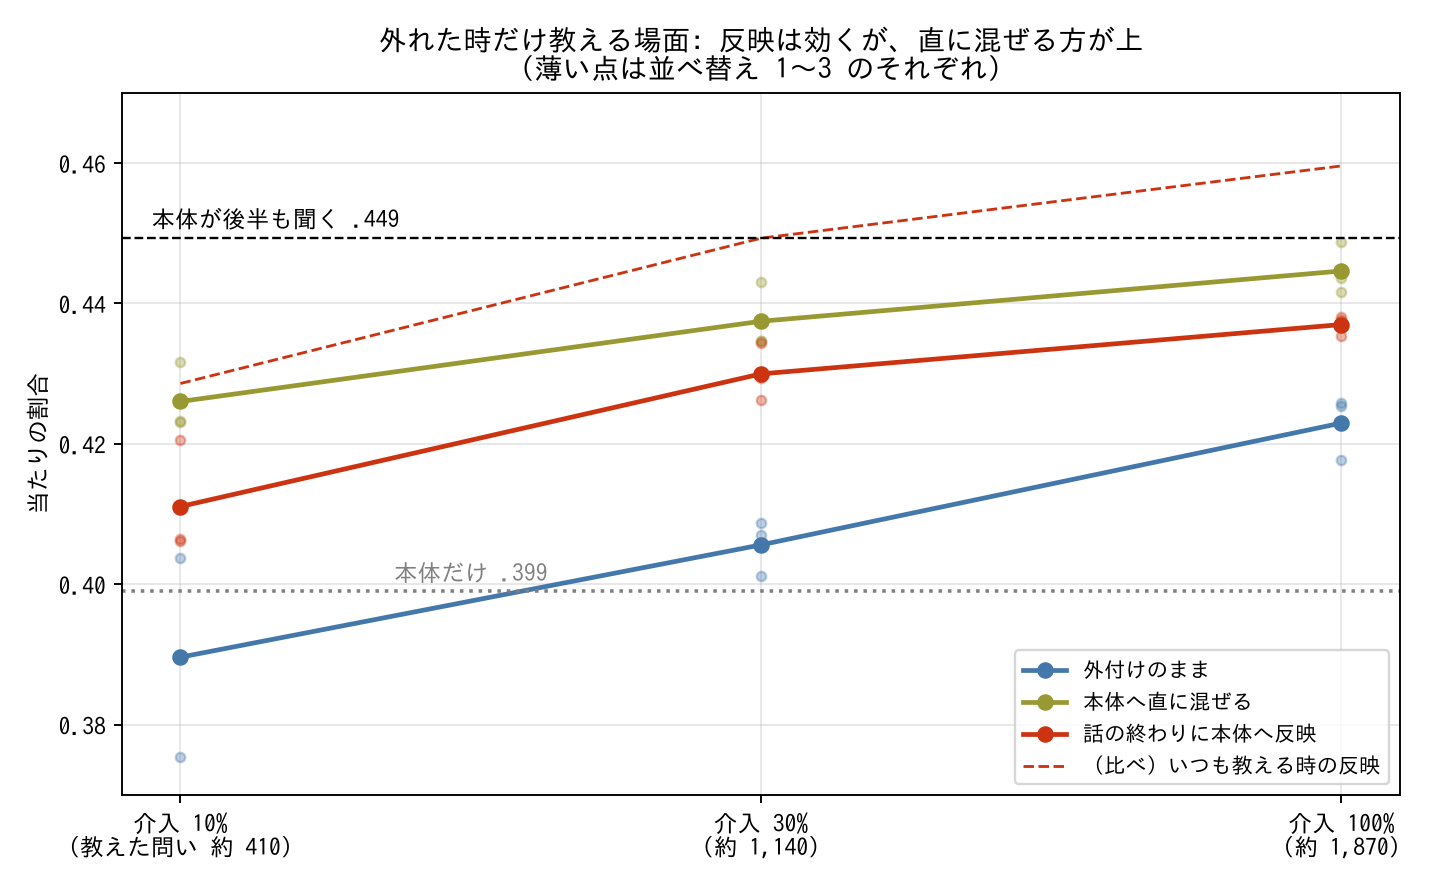 外れた時だけ教える場面: 反映は効くが、直に混ぜる方が上
（薄い点は並べ替え 1〜3 のそれぞれ）
0.46
本体が後半も聞く .449
0.44
当たりの割合
0.42
本体だけ .399
0.40
0.38
外付けのまま
本体へ直に混ぜる
話の終わりに本体へ反映
（比べ）いつも教える時の反映
介入 10%
（教えた問い 約 410）
介入 30%
（約 1,140）
介入 100%
（約 1,870）